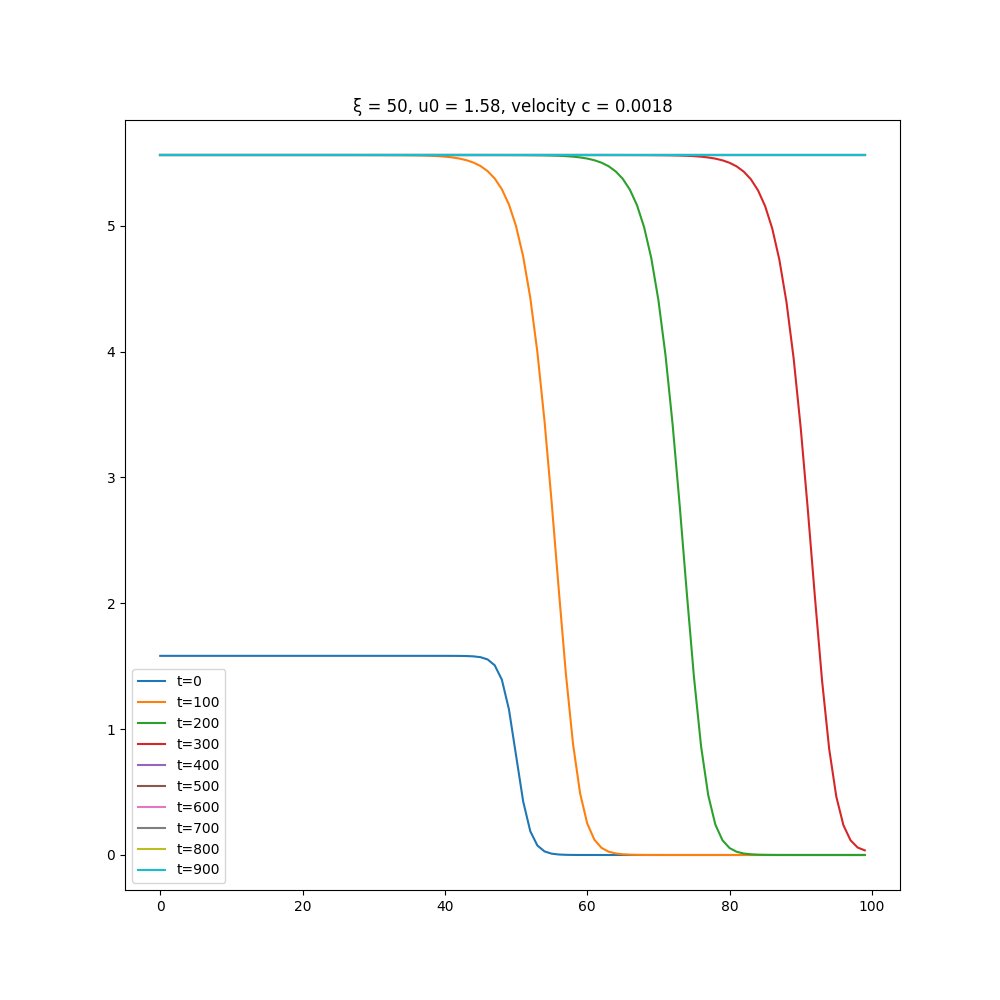 ξ = 50, u0 = 1.58, velocity c = 0.0018
5
4
3
2
1
0
t=0
t=100
t=200
t=300
t=400
t=500
t=600
t=700
t=800
t=900
0 20 40 60 80 100